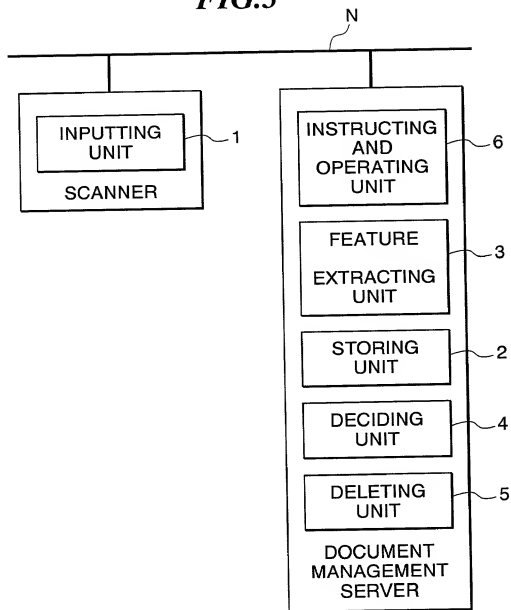 FIG.3
N
INPUTTING
UNIT
1
SCANNER
INSTRUCTING
AND
OPERATING
UNIT
6
FEATURE
EXTRACTING
UNIT
3
STORING
UNIT
2
DECIDING
UNIT
4
DELETING
UNIT
5
DOCUMENT
MANAGEMENT
SERVER